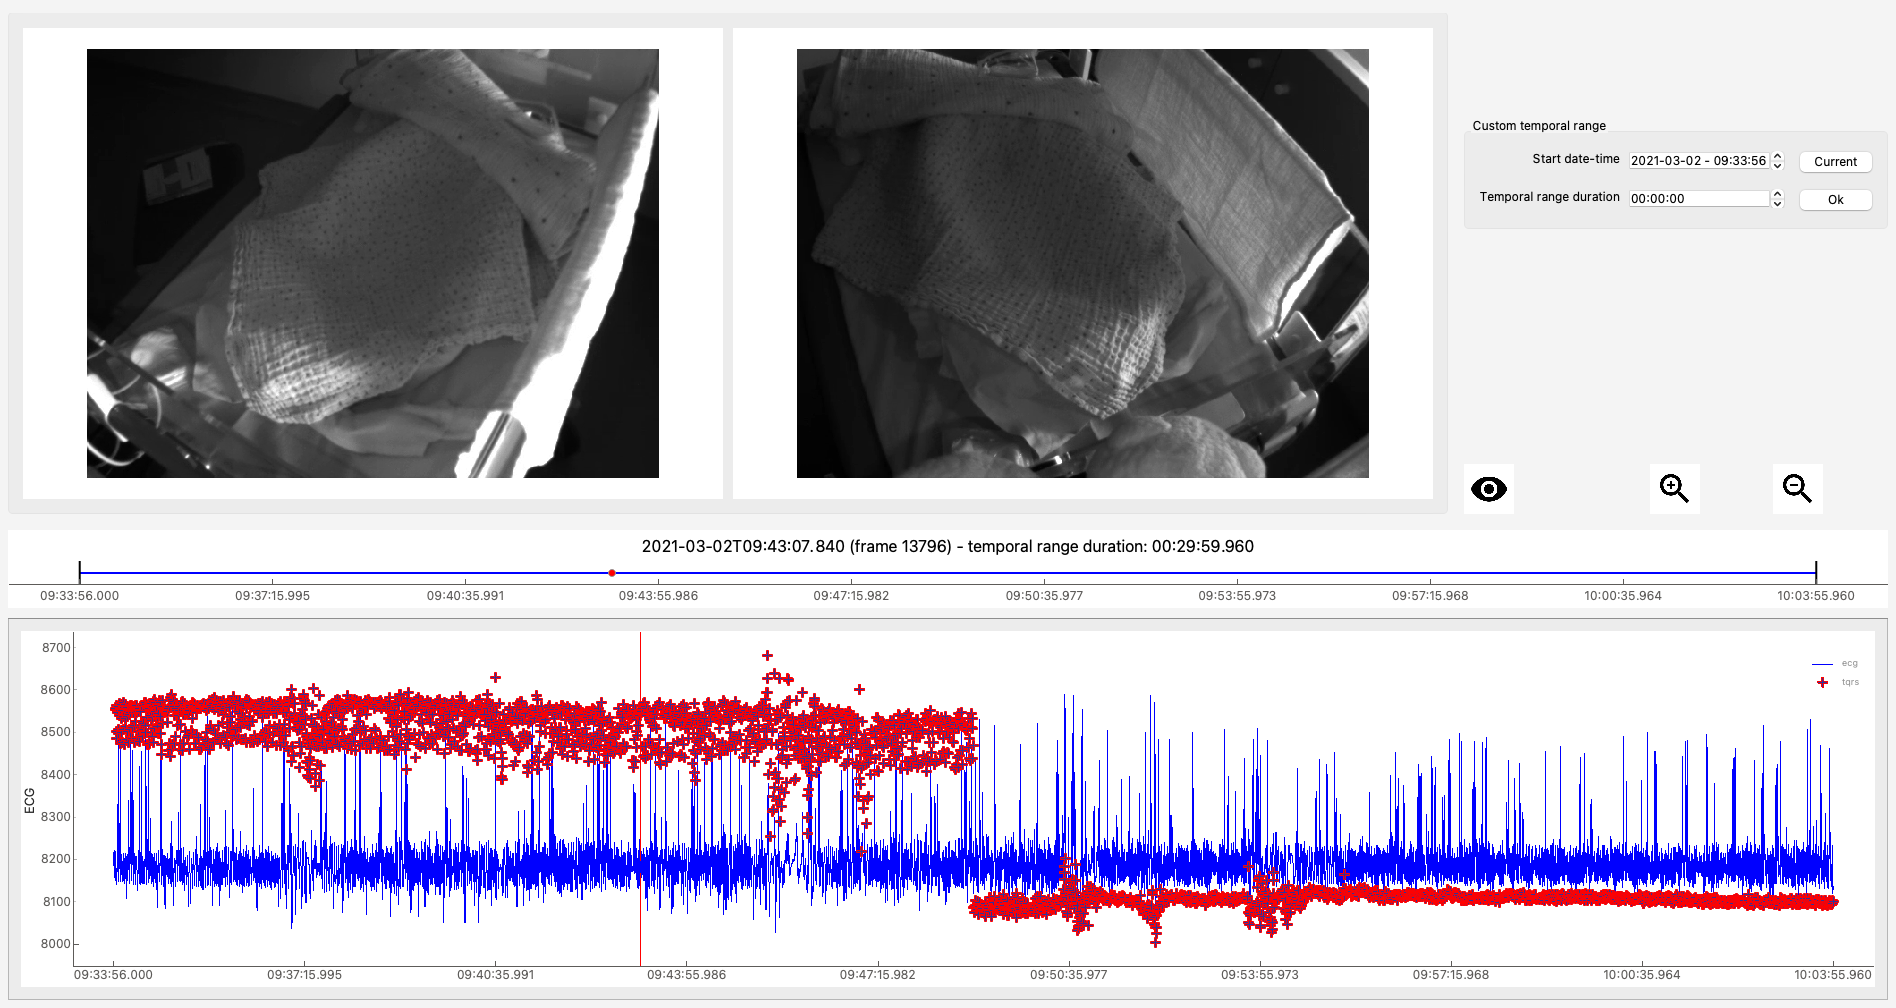 Custom temporal range
Start date-time 2021-03-02 - 09:33:56 Current
Temporal range duration 00:00:00 Ok
2021-03-02T09:43:07.840 (frame 13796) - temporal range duration: 00:29:59.960
09:33:56.000 09:37:15.995 09:40:35.991 09:43:55.986 09:47:15.982 09:50:35.977 09:53:55.973 09:57:15.968 10:00:35.964 10:03:55.960
8700
8600
8500
8400
8300
8200
8100
8000
ECG
ecg
tqrs
09:33:56.000 09:37:15.995 09:40:35.991 09:43:55.986 09:47:15.982 09:50:35.977 09:53:55.973 09:57:15.968 10:00:35.964 10:03:55.960